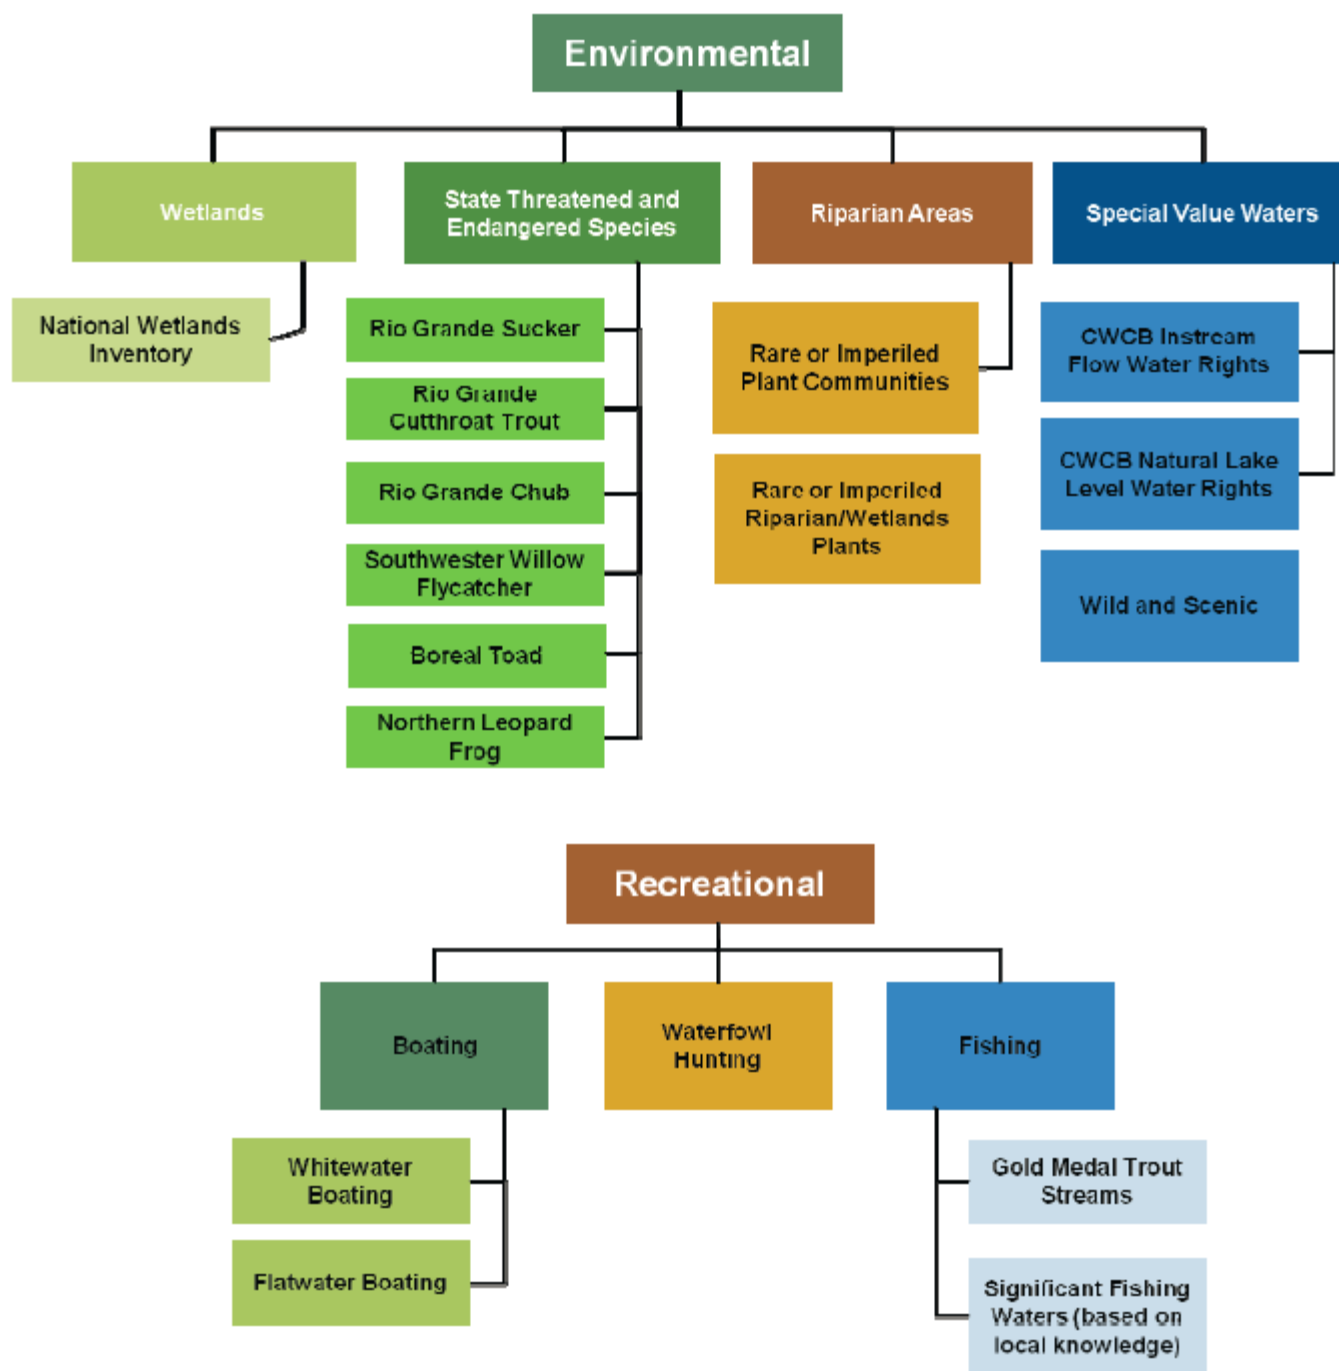 Environmental
Wetlands
State Threatened and
Endangered Species
Riparian Areas
Special Value Waters
National Wetlands
Inventory
Rio Grande Sucker
Rio Grande
Cutthroat Trout
Rio Grande Chub
Southwester Willow
Flycatcher
Boreal Toad
Northern Leopard
Frog
Rare or Imperiled
Plant Communities
Rare or Imperiled
Riparian/Wetlands
Plants
CWCB Instream
Flow Water Rights
CWCB Natural Lake
Level Water Rights
Wild and Scenic
Recreational
Boating
Waterfowl
Hunting
Fishing
Whitewater
Boating
Flatwater Boating
Gold Medal Trout
Streams
Significant Fishing
Waters (based on
local knowledge)